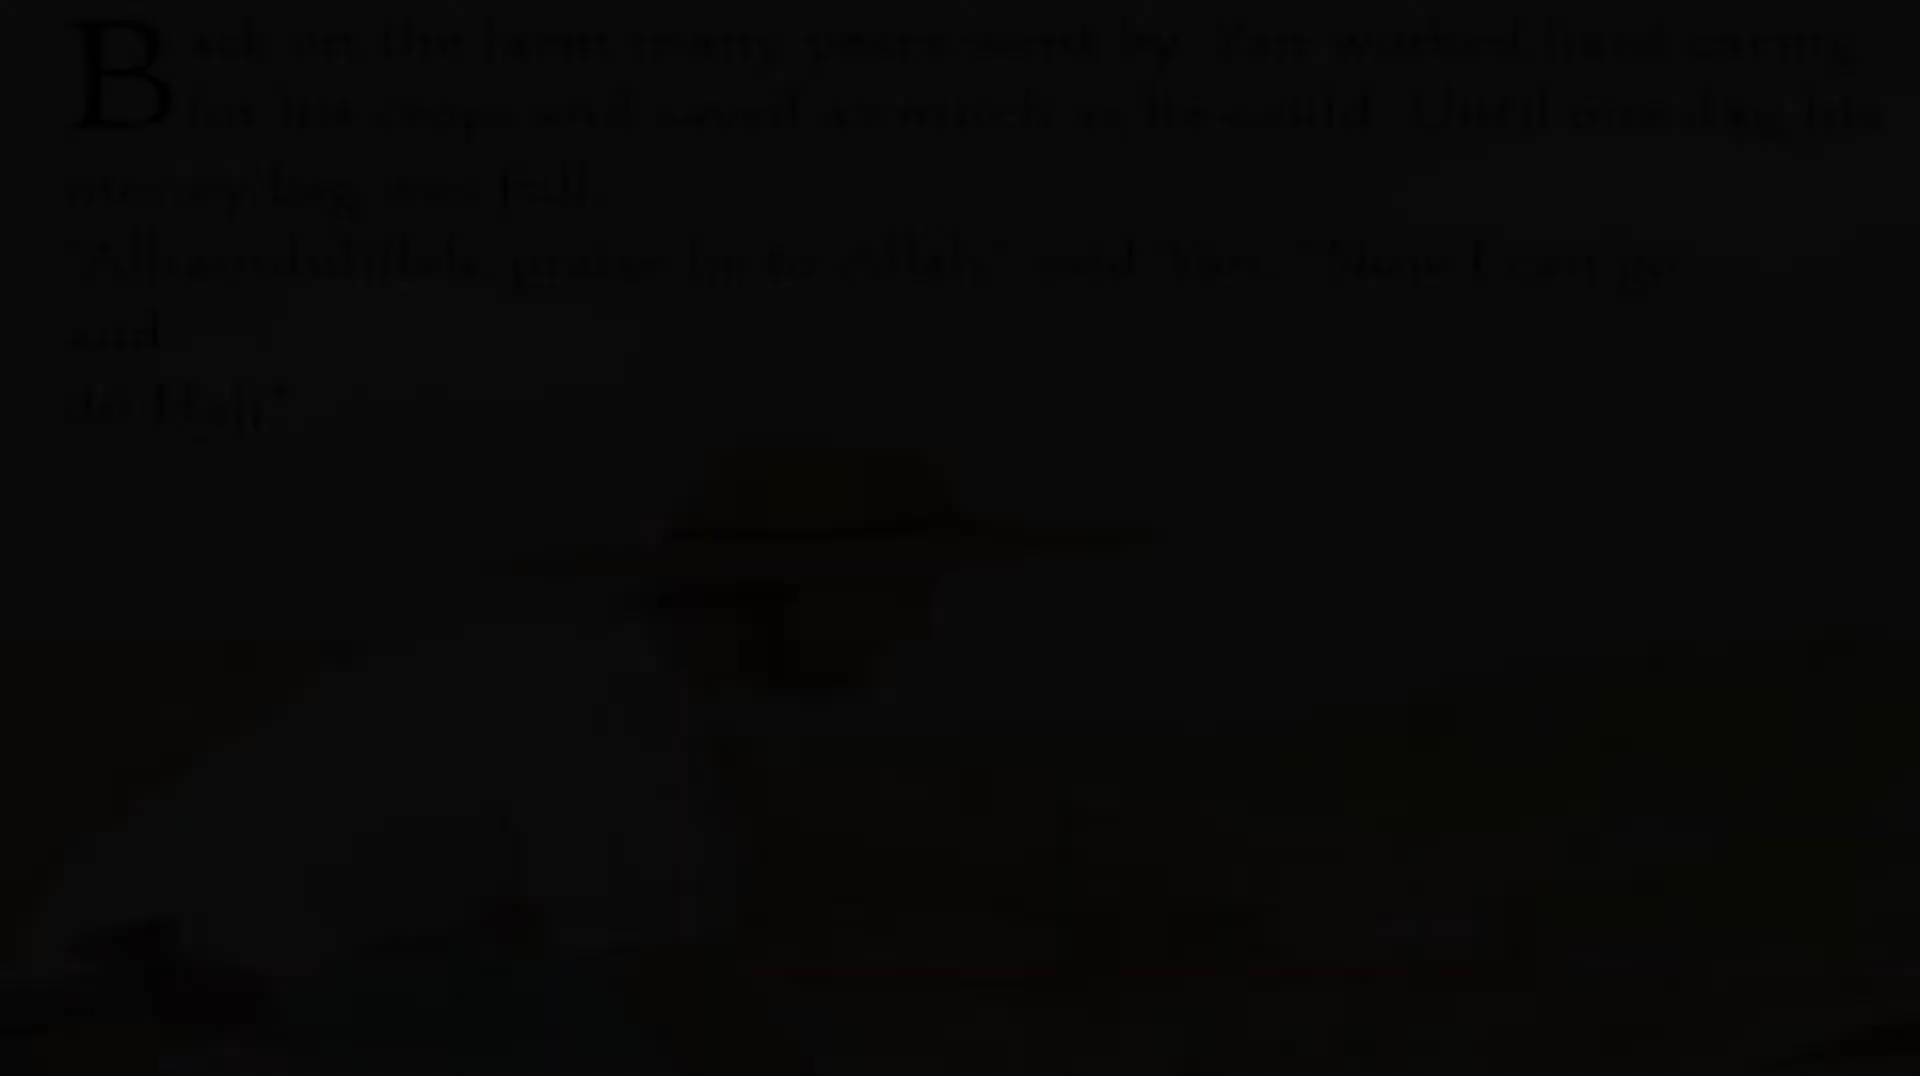 Back on the farm many years went by. Yan worked hard caring
for his crops and saved as much as he could. Until one day his
money bag was full.
"Alhamdulillah, praise be to Allah" said Yan. "Now I can go
and
do Hajj"